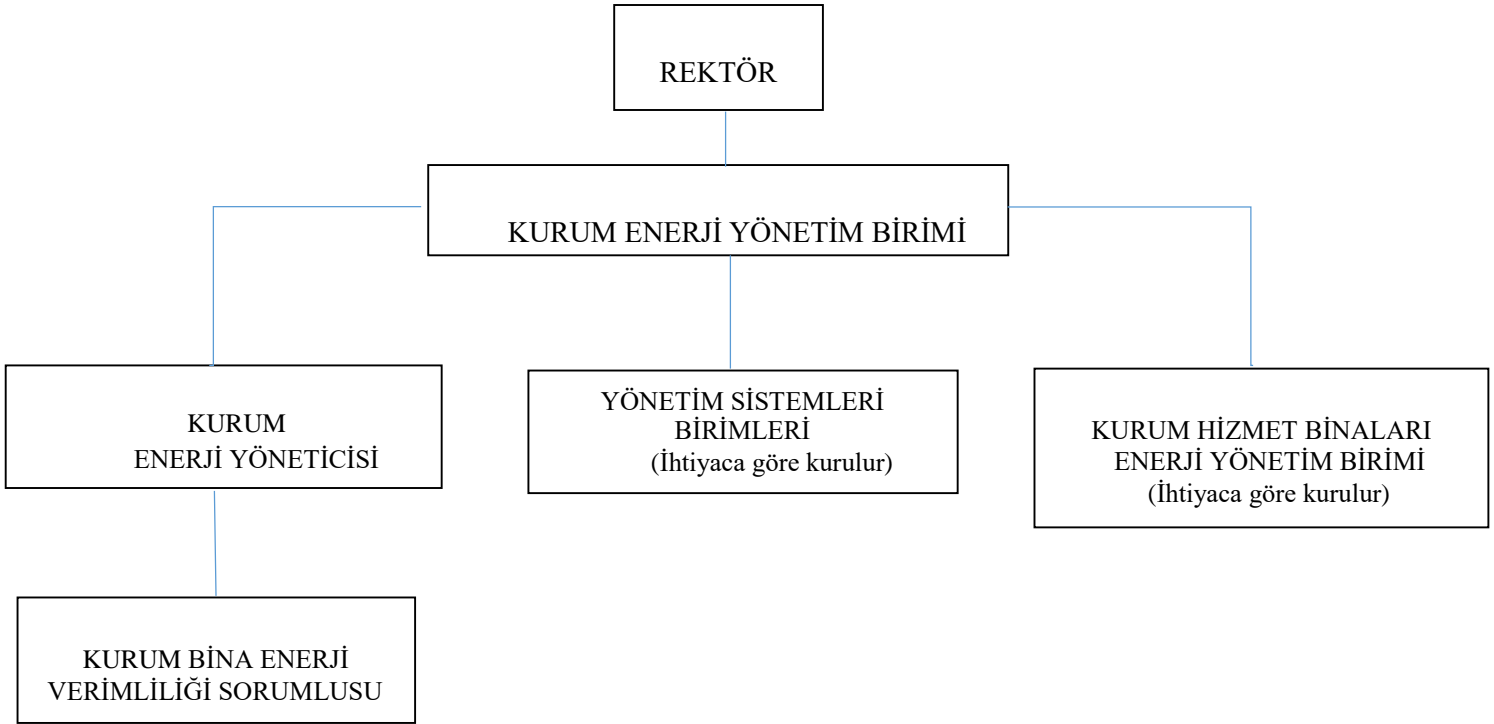 REKTÖR
KURUM ENERJİ YÖNETİM BİRİMİ
KURUM
ENERJİ YÖNETİCİSİ
YÖNETİM SİSTEMLERİ
BİRİMLERİ
(İhtiyaca göre kurulur)
KURUM HİZMET BİNALARI
ENERJİ YÖNETİM BİRİMİ
(İhtiyaca göre kurulur)
KURUM BİNA ENERJİ
VERİMLİLİĞİ SORUMLUSU